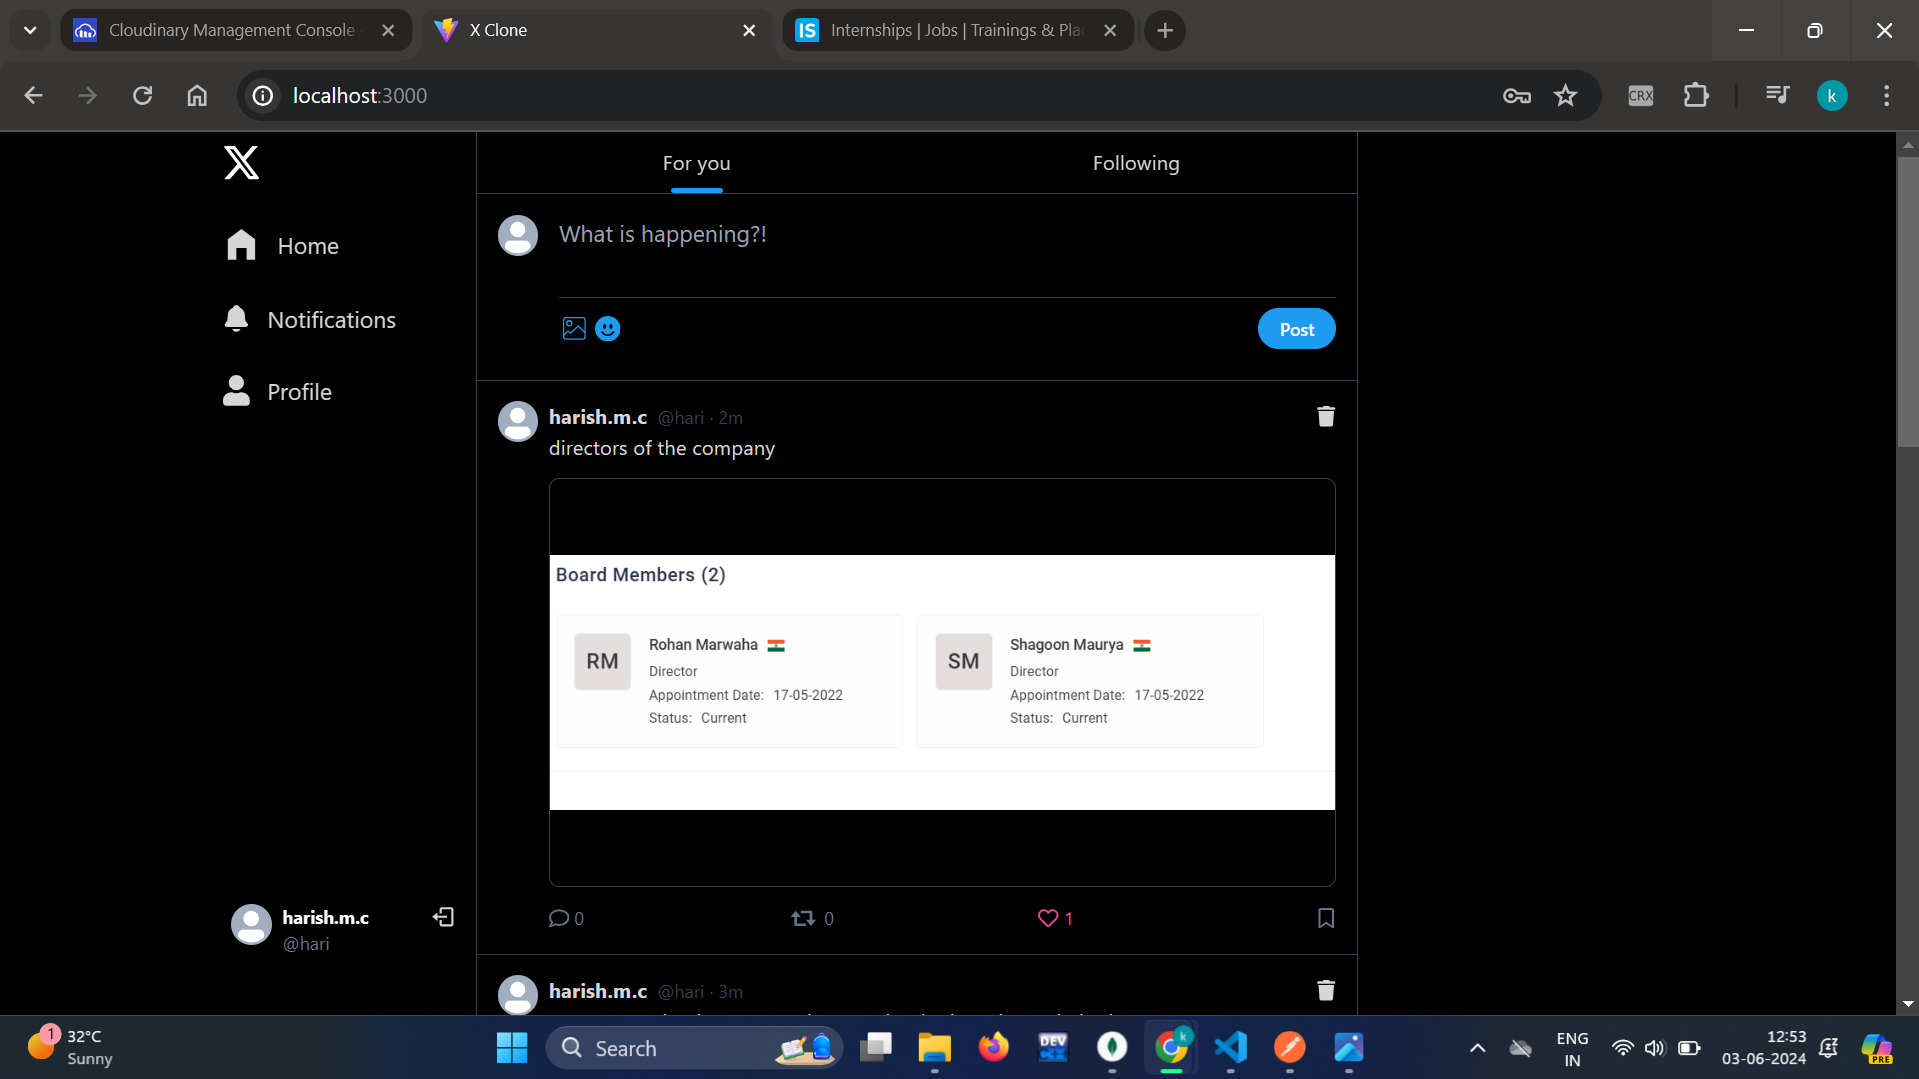 Cloudinary Management Console
X Clone
IS Internships | Jobs | Trainings & Pla
localhost:3000
CRX
k
For you
Following
Home
Notifications
Profile
What is happening?!
Post
harish.m.c @hari · 2m
directors of the company
Board Members (2)
RM
Rohan Marwaha
Director
Appointment Date: 17-05-2022
Status: Current
SM
Shagoon Maurya
Director
Appointment Date: 17-05-2022
Status: Current
0
0
1
harish.m.c
@hari
harish.m.c @hari · 3m
1
32°C
Sunny
Search
DEV
k
ENG
IN
12:53
03-06-2024
PRE